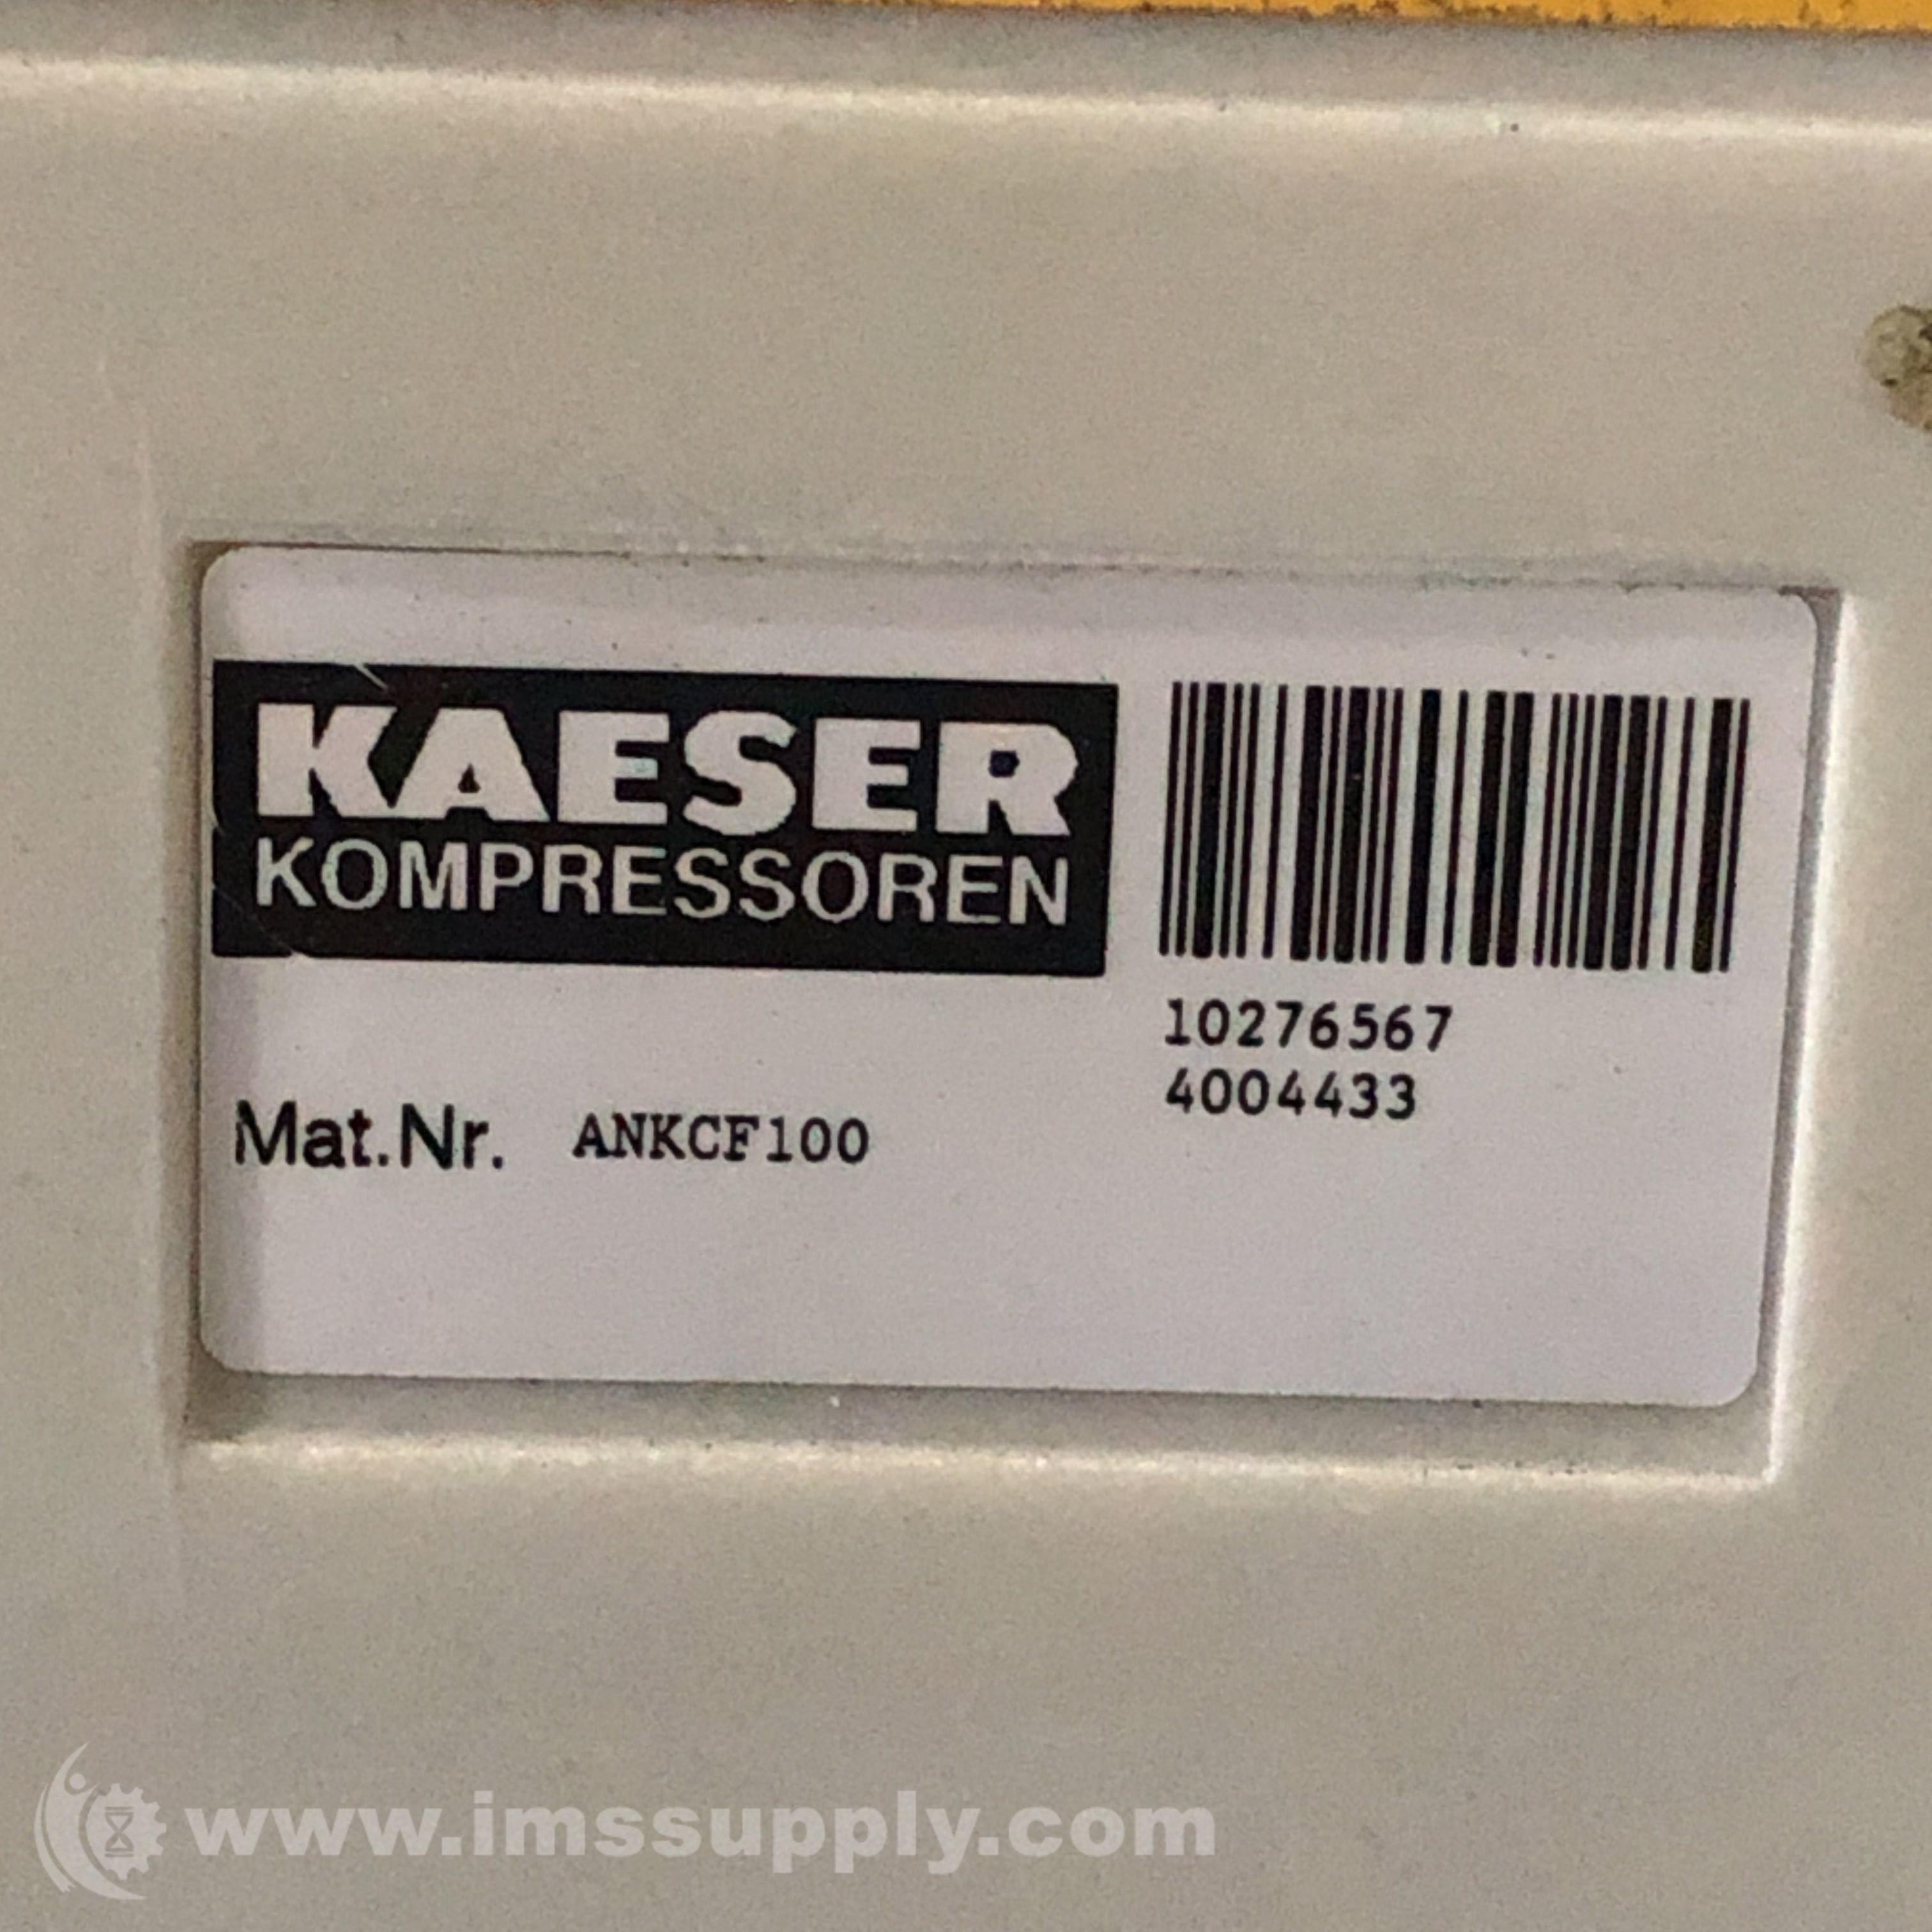 KAESER
KOMPRESSOREN
10276567
4004433
Mat.Nr. ANKCF100
www.imssupply.com